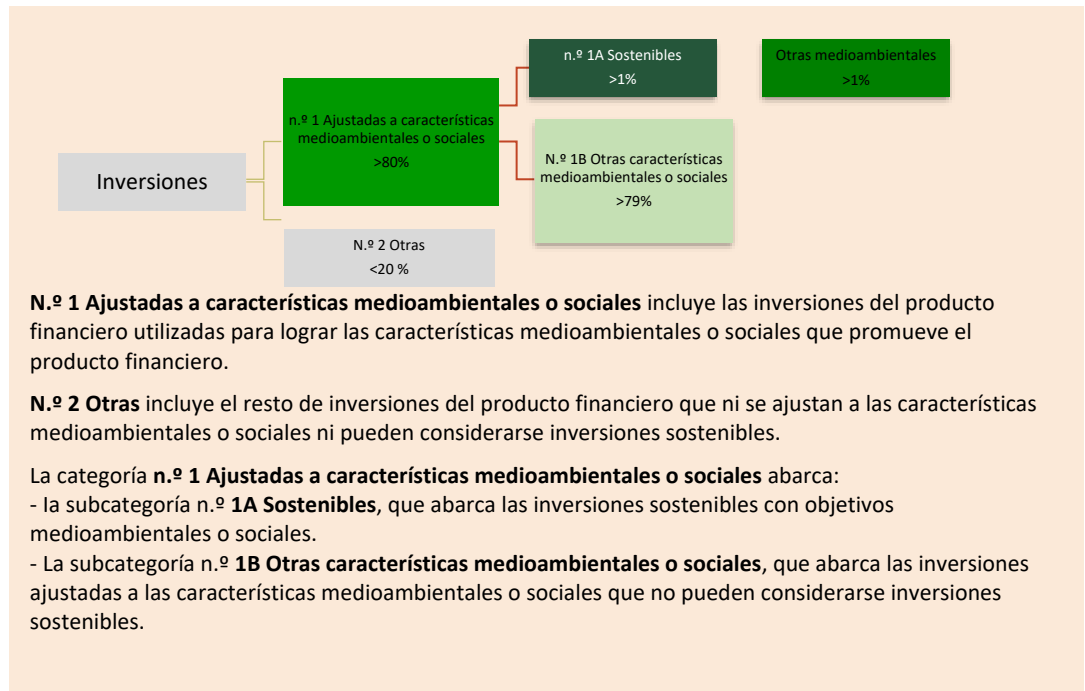 n.º 1A Sostenibles
>1%
Otras medioambientales
>1%
n.º 1 Ajustadas a características
medioambientales o sociales
>80%
Inversiones
N.º 1B Otras características
medioambientales o sociales
>79%
N.º 2 Otras
<20 %
N.º 1 Ajustadas a características medioambientales o sociales incluye las inversiones del producto
financiero utilizadas para lograr las características medioambientales o sociales que promueve el
producto financiero.
N.º 2 Otras incluye el resto de inversiones del producto financiero que ni se ajustan a las características
medioambientales o sociales ni pueden considerarse inversiones sostenibles.
La categoría n.º 1 Ajustadas a características medioambientales o sociales abarca:
- la subcategoría n.º 1A Sostenibles, que abarca las inversiones sostenibles con objetivos
medioambientales o sociales.
- La subcategoría n.º 1B Otras características medioambientales o sociales, que abarca las inversiones
ajustadas a las características medioambientales o sociales que no pueden considerarse inversiones
sostenibles.